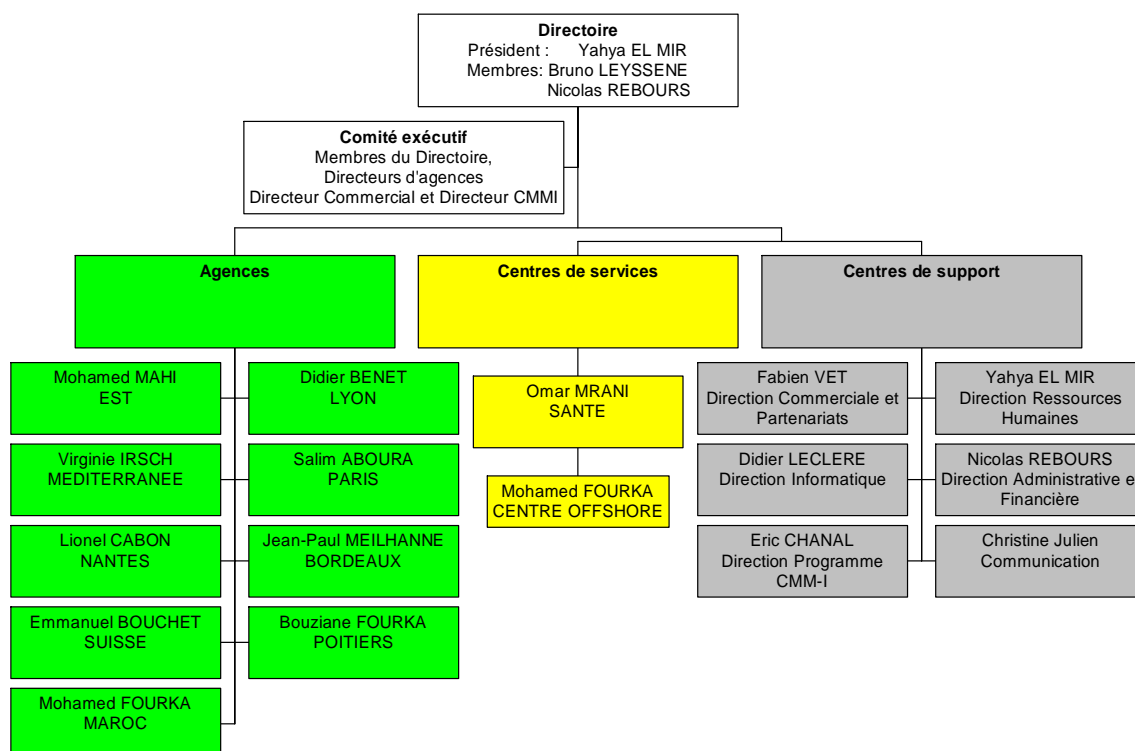 Directoire
Président : Yahya EL MIR
Membres: Bruno LEYSSENE
Nicolas REBOURS
Comité exécutif
Membres du Directoire,
Directeurs d'agences
Directeur Commercial et Directeur CMMI
Agences
Centres de services
Centres de support
Mohamed MAHI
EST
Didier BENET
LYON
Omar MRANI
SANTE
Fabien VET
Direction Commerciale et
Partenariats
Yahya EL MIR
Direction Ressources
Humaines
Virginie IRSCH
MEDITERRANEE
Salim ABOURA
PARIS
Mohamed FOURKA
CENTRE OFFSHORE
Didier LECLERE
Direction Informatique
Nicolas REBOURS
Direction Administrative e
Financière
Lionel CABON
NANTES
Jean-Paul MEILHANNE
BORDEAUX
Eric CHANAL
Direction Programme
CMM-I
Christine Julien
Communication
Emmanuel BOUCHET
SUISSE
Bouziane FOURKA
POITIERS
Mohamed FOURKA
MAROC